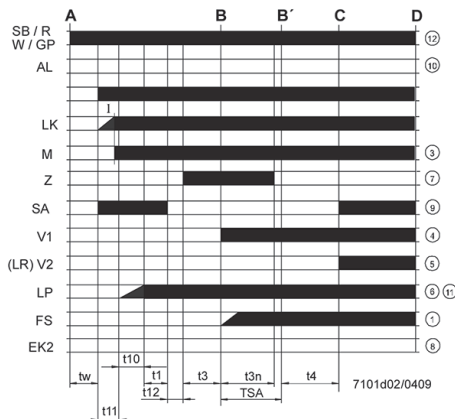 A B B´ C D
SB / R
W / GP 12
AL 10
I
LK
M 3
Z 7
SA 9
V1 4
(LR) V2 5
LP 6 11
FS 1
EK2 8
t10
tw t1 t3 t3n t4 7101d02/0409
t12 TSA
t11